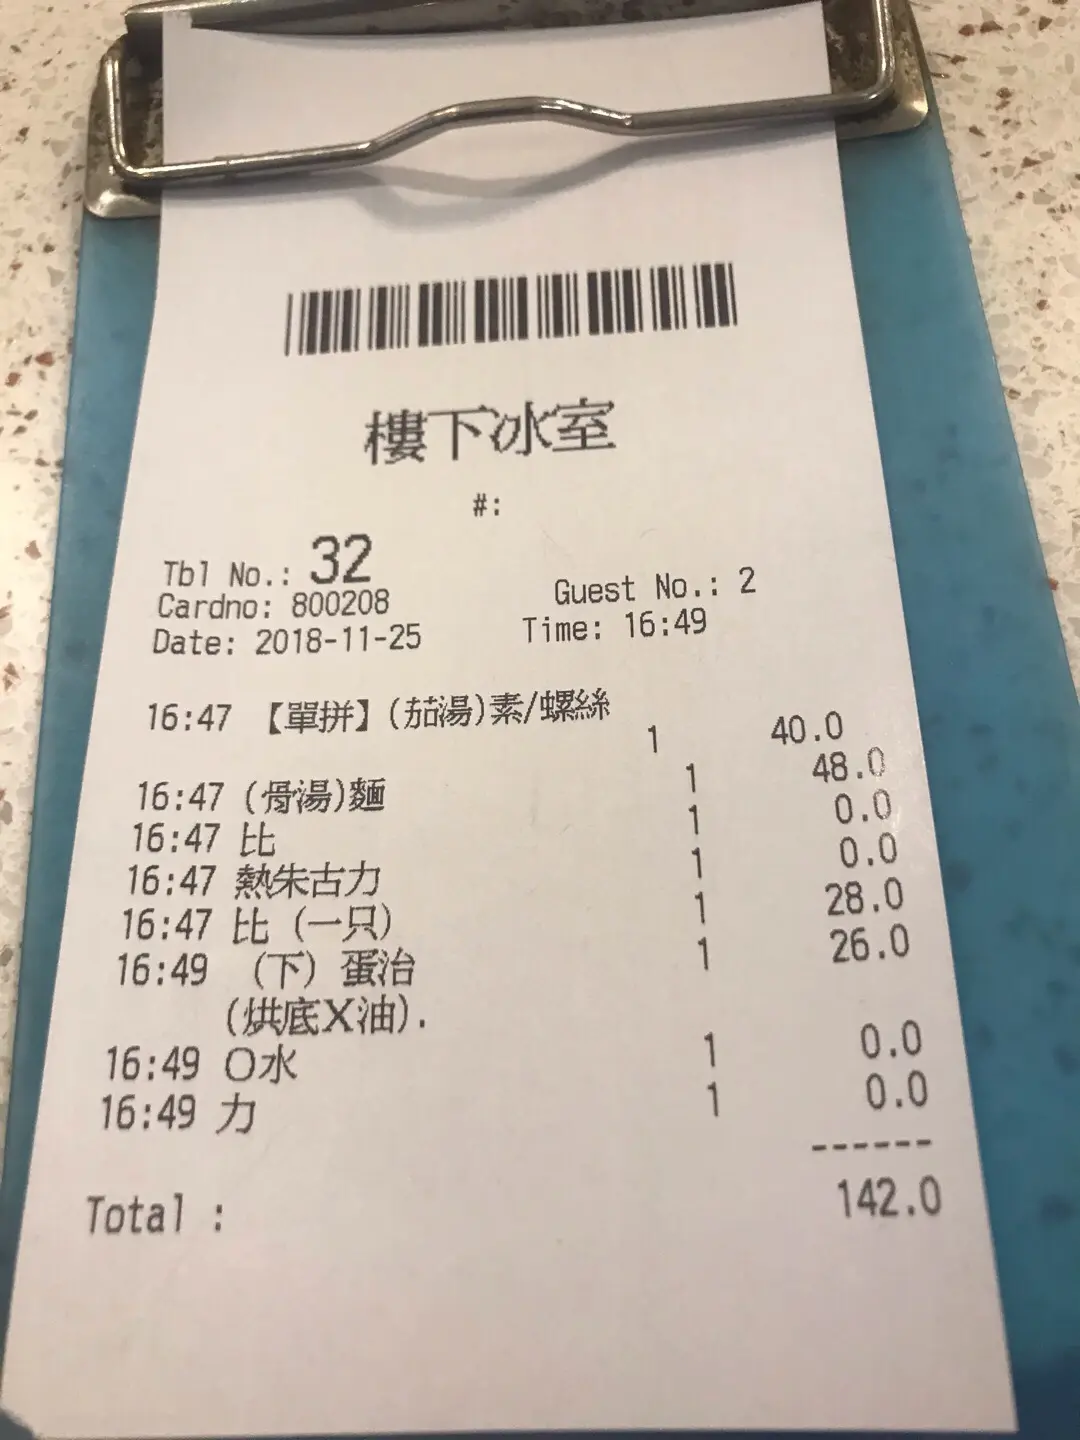 樓下冰室
#:
Tbl No.: 32
Cardno: 800208 Guest No.: 2
Date: 2018-11-25 Time: 16:49
16:47 【單拼】(茄湯)素/螺絲
1 40.0
16:47 (骨湯)麵 1 48.0
16:47 比 1 0.0
16:47 熱朱古力 1 0.0
16:47 比 (一只) 1 28.0
16:49 (下) 蛋治 1 26.0
(烘底X油).
16:49 O水 1 0.0
16:49 力 1 0.0
------
Total : 142.0